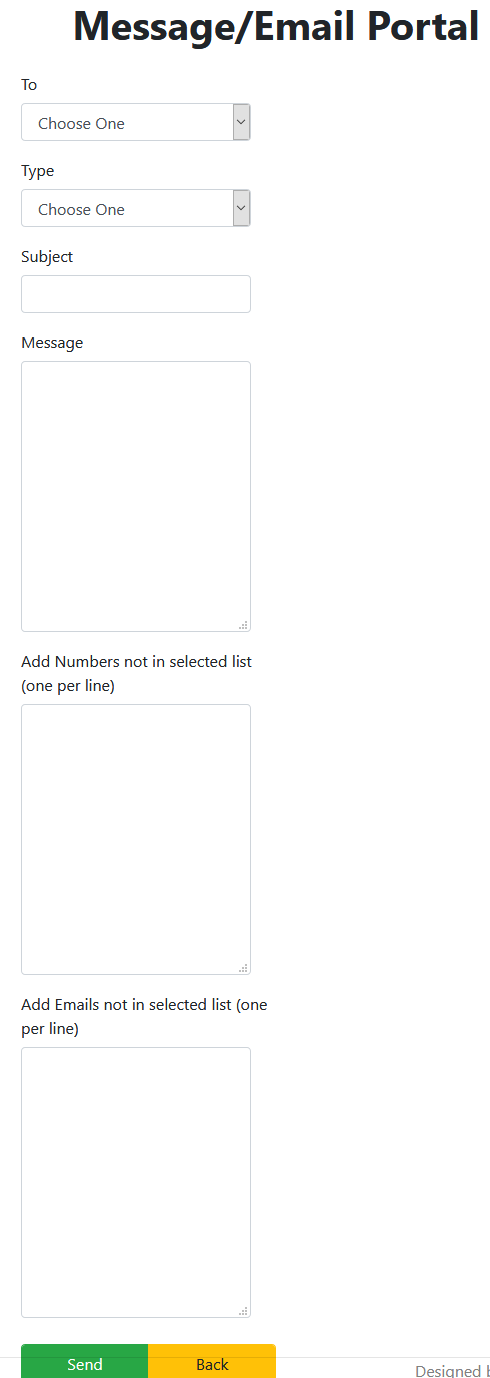 Message/Email Portal
To
Choose One
Type
Choose One
Subject
Message
Add Numbers not in selected list
(one per line)
Add Emails not in selected list (one
per line)
Send Back
Designed